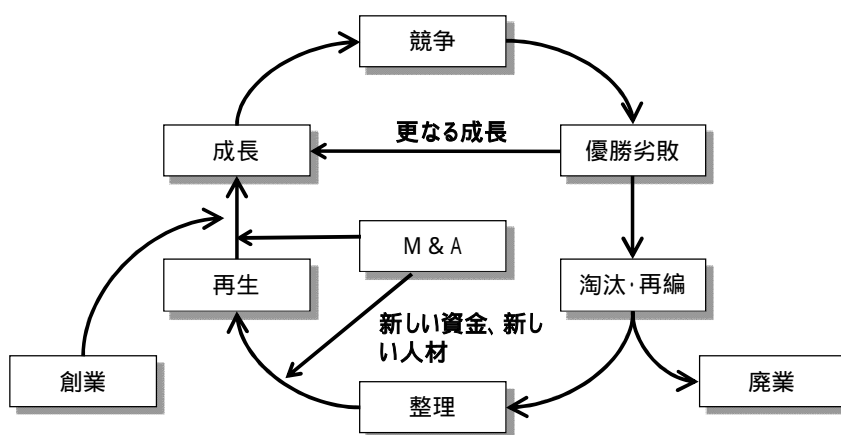 競争
更なる成長
成長
優勝劣敗
M & A
再生
淘汰・再編
新しい資金、新し
い人材
創業
整理
廃業